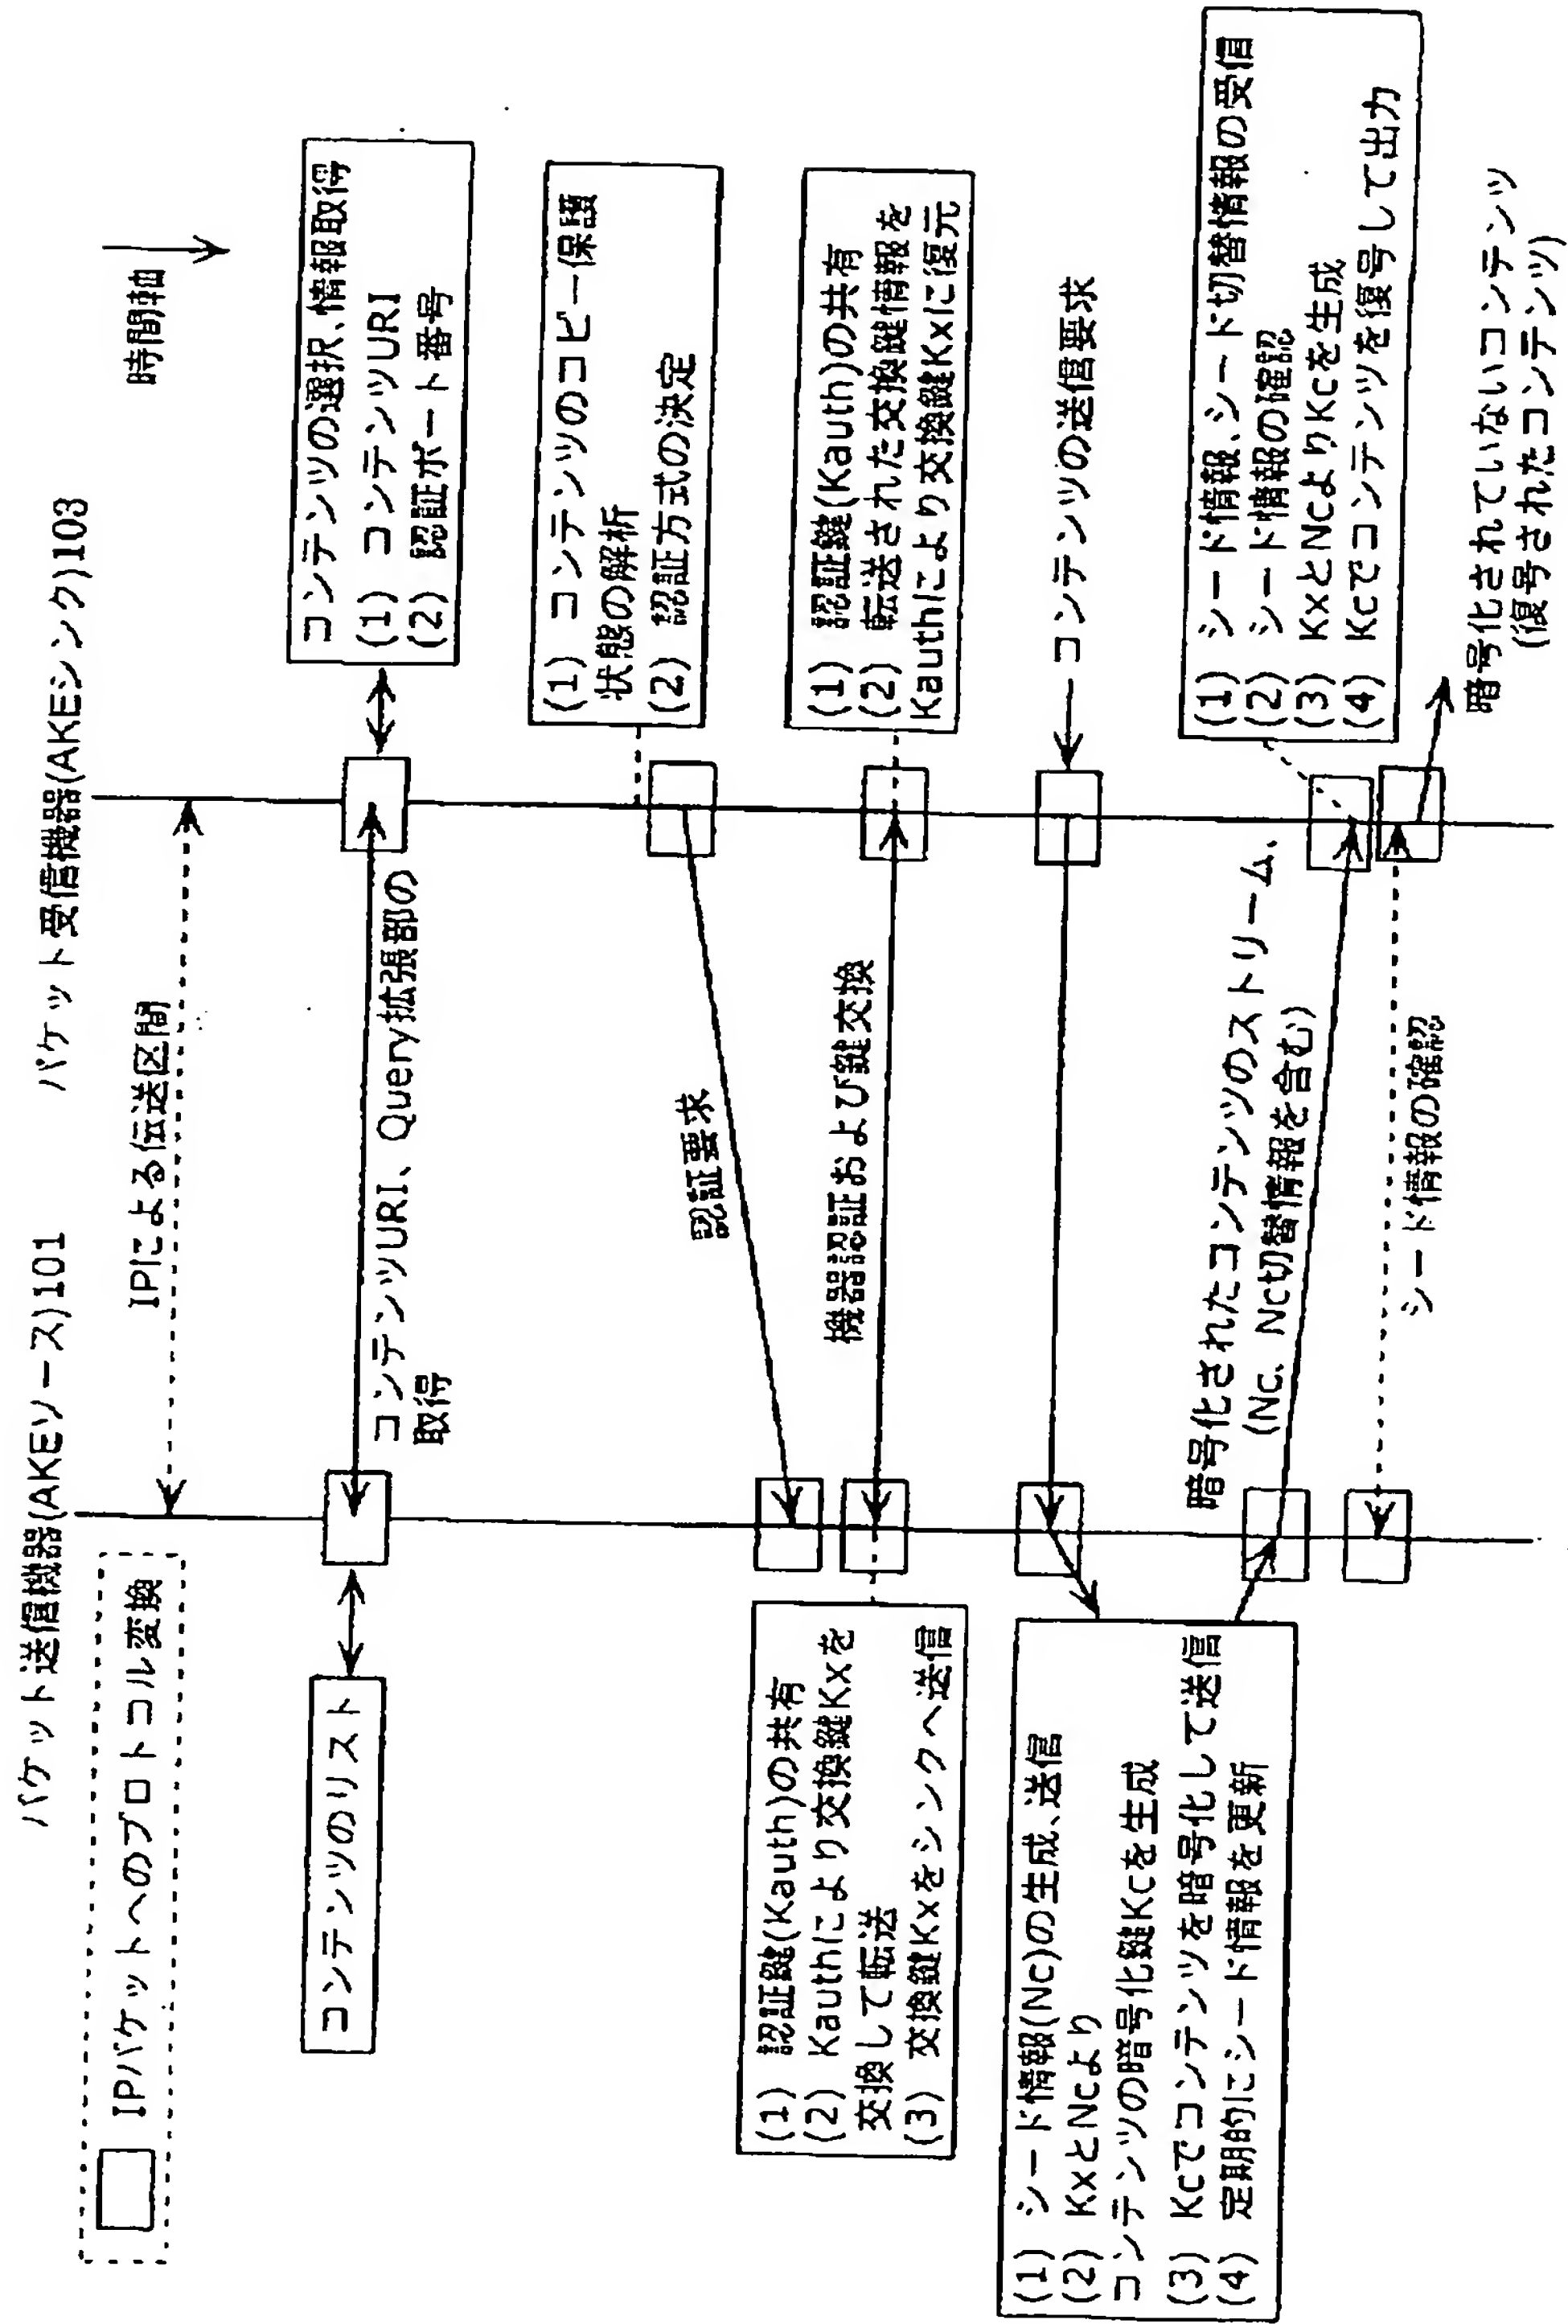 パケット送信機器(AKEソース)101
パケット受信機器(AKEシンク)103
IPパケットへのプロトコル変換
IPによる伝送区間
時間軸
コンテンツのリスト
コンテンツURI、Query拡張部の
取得
コンテンツの選択、情報取得
(1) コンテンツURI
(2) 認証ポート番号
(1) コンテンツのコピー保護
状態の解析
(2) 認証方式の決定
認証要求
(1) 認証鍵(Kauth)の共有
(2) Kauthにより交換鍵Kxを
交換して転送
(3) 交換鍵Kxをシンクへ送信
機器認証および鍵交換
(1) 認証鍵(Kauth)の共有
(2) 転送された交換鍵情報を
Kauthにより交換鍵Kxに復元
コンテンツの送信要求
(1) シード情報(Nc)の生成、送信
(2) KxとNcより
コンテンツの暗号化鍵Kcを生成
(3) Kcでコンテンツを暗号化して送信
(4) 定期的にシード情報を更新
暗号化されたコンテンツのストリーム、
(Nc、Nc切替情報を含む)
(1) シード情報、シード切替情報の受信
(2) シード情報の確認
(3) KxとNcよりKcを生成
(4) Kcでコンテンツを復号して出力
シード情報の確認
暗号化されていないコンテンツ
(復号されたコンテンツ)